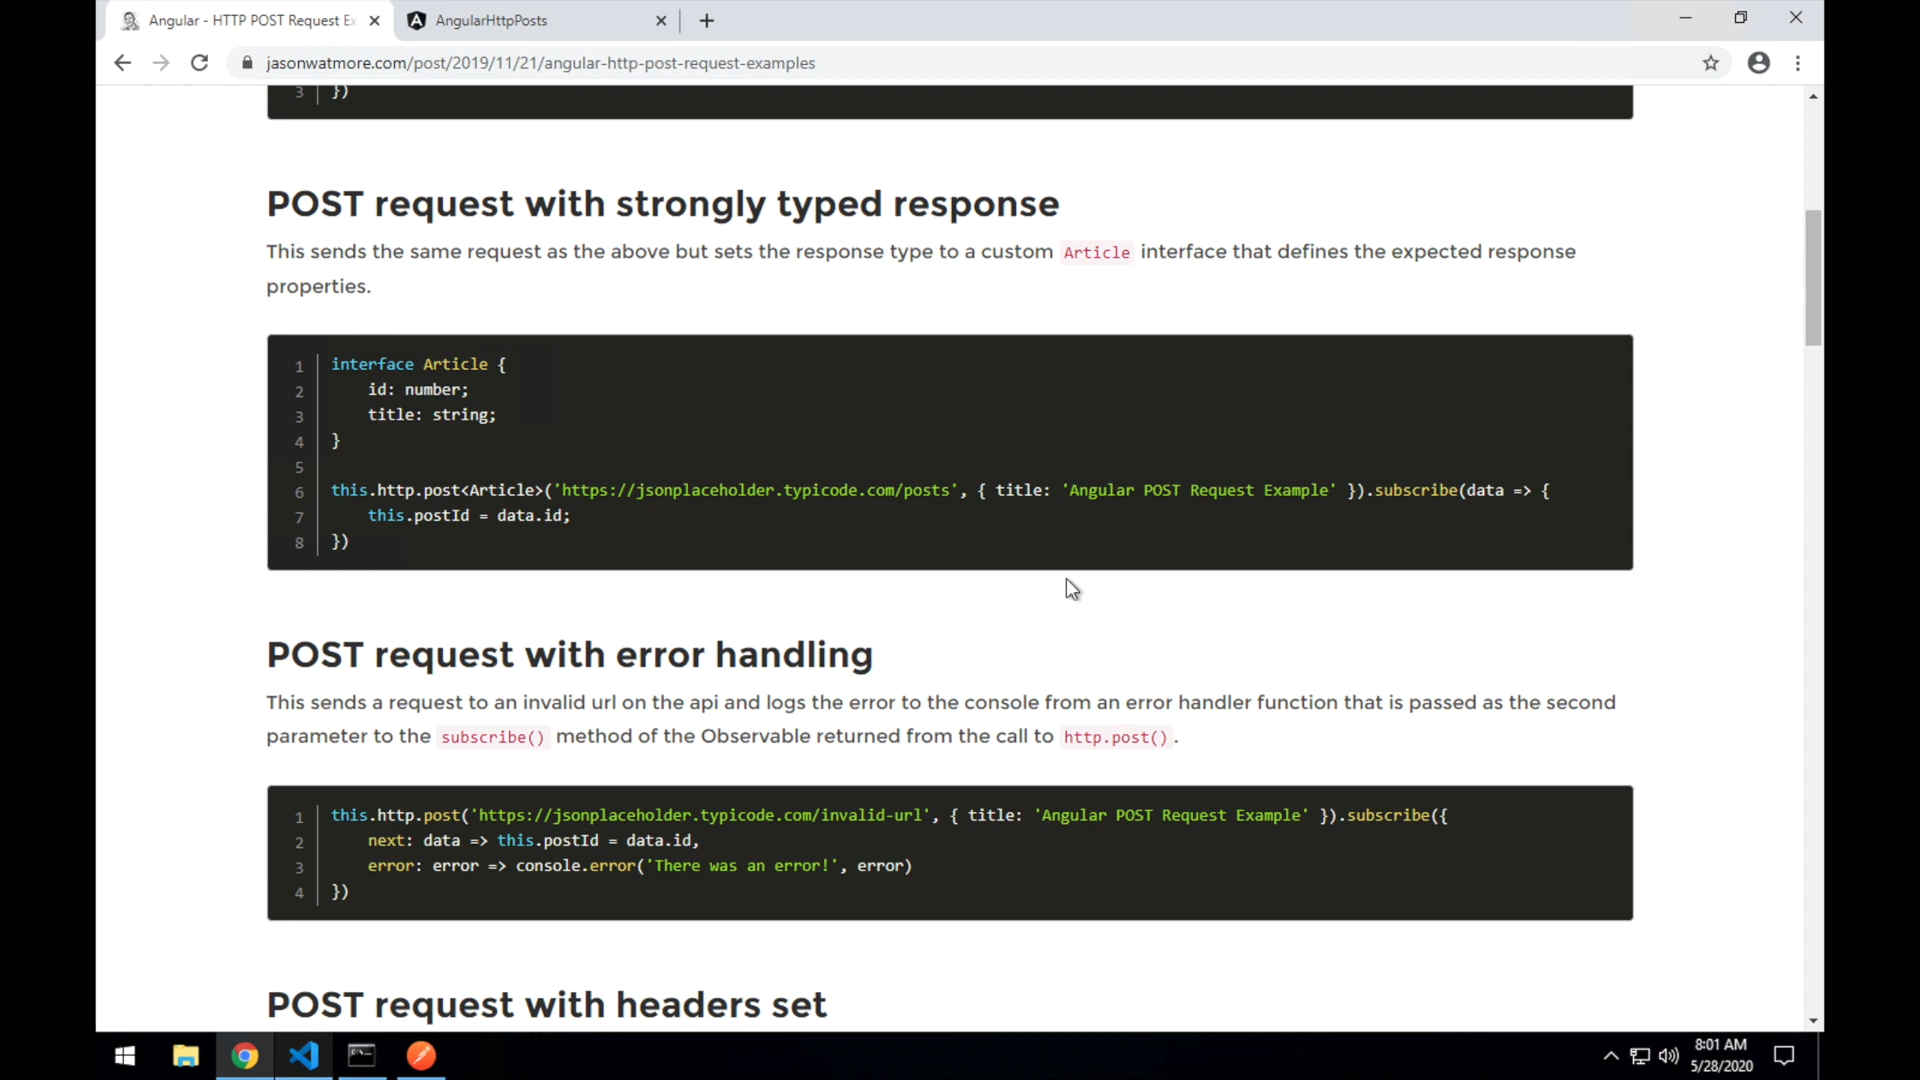 Angular - HTTP POST Request Ex
AngularHttpPosts
jasonwatmore.com/post/2019/11/21/angular-http-post-request-examples
3 })
POST request with strongly typed response
This sends the same request as the above but sets the response type to a custom Article interface that defines the expected response
properties.
1 interface Article {
2     id: number;
3     title: string;
4 }
5
6 this.http.post<Article>('https://jsonplaceholder.typicode.com/posts', { title: 'Angular POST Request Example' }).subscribe(data => {
7     this.postId = data.id;
8 })
POST request with error handling
This sends a request to an invalid url on the api and logs the error to the console from an error handler function that is passed as the second
parameter to the subscribe() method of the Observable returned from the call to http.post().
1 this.http.post('https://jsonplaceholder.typicode.com/invalid-url', { title: 'Angular POST Request Example' }).subscribe({
2     next: data => this.postId = data.id,
3     error: error => console.error('There was an error!', error)
4 })
POST request with headers set
8:01 AM
5/28/2020